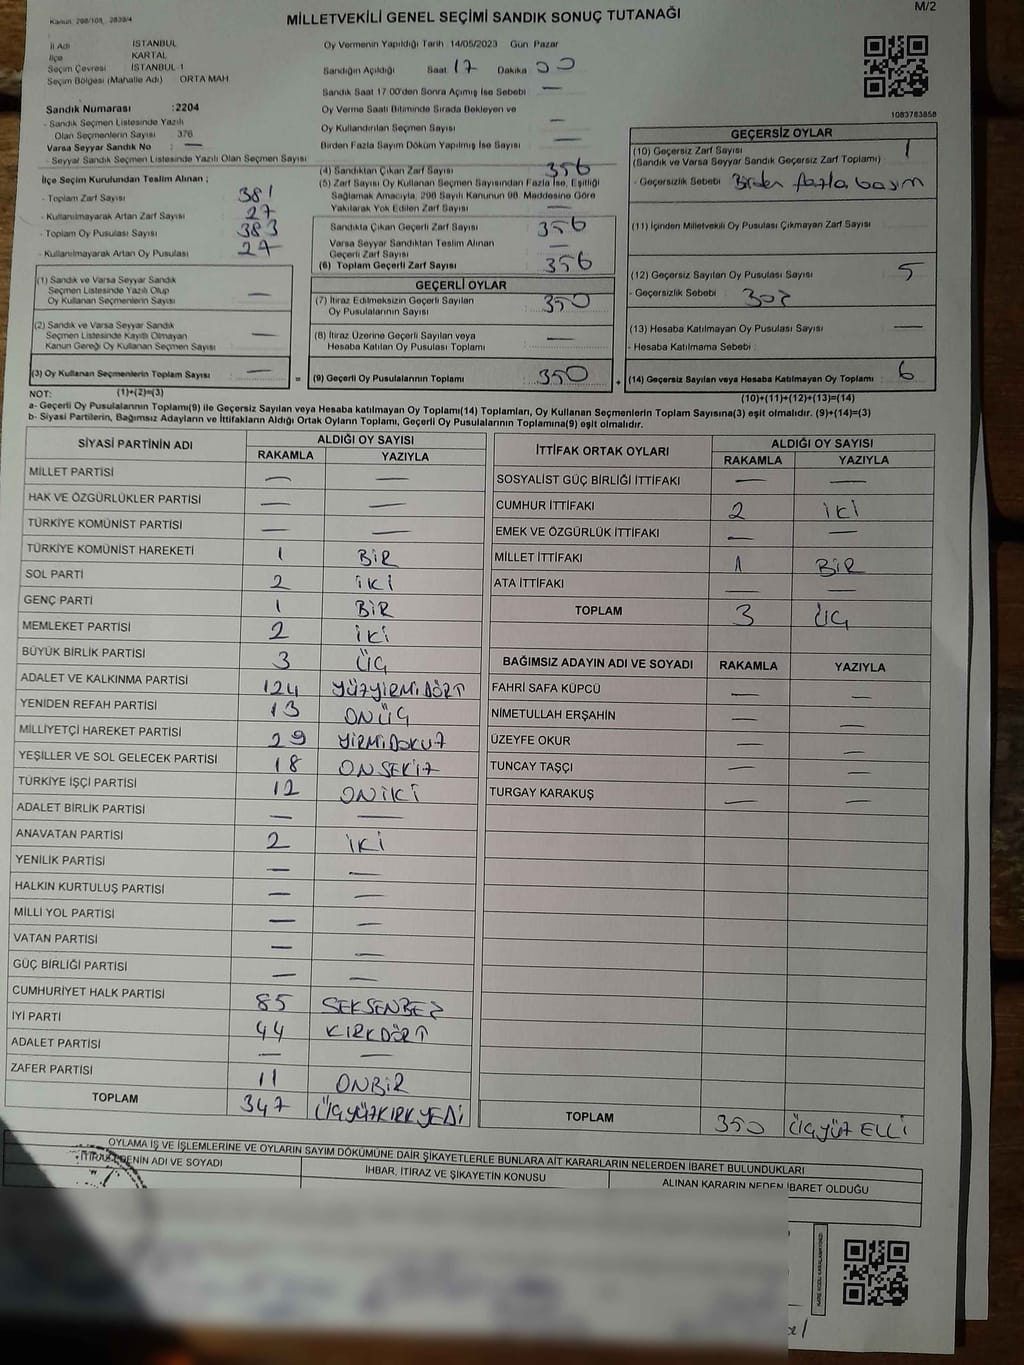 Kanun: 298/105, 2839/4
MİLLETVEKİLİ GENEL SEÇİMİ SANDIK SONUÇ TUTANAĞI
M/2
İl Adı İSTANBUL
İlçe KARTAL
Seçim Çevresi İSTANBUL 1
Seçim Bölgesi (Mahalle Adı) ORTA MAH.
Sandık Numarası :2204
- Sandık Seçmen Listesinde Yazılı
Olan Seçmenlerin Sayısı 376
Varsa Seyyar Sandık No —
- Seyyar Sandık Seçmen Listesinde Yazılı Olan Seçmen Sayısı
Oy Vermenin Yapıldığı Tarih :14/05/2023 Gün Pazar
Sandığın Açıldığı Saat 17 Dakika 00
Sandık Saat 17:00'den Sonra Açılmış İse Sebebi —
Oy Verme Saati Bitiminde Sırada Bekleyen ve
Oy Kullandırılan Seçmen Sayısı —
Birden Fazla Sayım Döküm Yapılmış İse Sayısı —
1083783858
İlçe Seçim Kurulundan Teslim Alınan ;
- Toplam Zarf Sayısı 381
- Kullanılmayarak Artan Zarf Sayısı 27
- Toplam Oy Pusulası Sayısı 383
- Kullanılmayarak Artan Oy Pusulası 27
(1) Sandık ve Varsa Seyyar Sandık
Seçmen Listesinde Yazılı Olup
Oy Kullanan Seçmenlerin Sayısı —
(2) Sandık ve Varsa Seyyar Sandık
Seçmen Listesinde Kayıtlı Olmayan
Kanun Gereği Oy Kullanan Seçmen Sayısı —
(3) Oy Kullanan Seçmenlerin Toplam Sayısı —
(4) Sandıktan Çıkan Zarf Sayısı 356
(5) Zarf Sayısı Oy Kullanan Seçmen Sayısından Fazla İse, Eşitliği
Sağlamak Amacıyla, 298 Sayılı Kanunun 98. Maddesine Göre
Yakılarak Yok Edilen Zarf Sayısı —
Sandıkta Çıkan Geçerli Zarf Sayısı 356
Varsa Seyyar Sandıktan Teslim Alınan
Geçerli Zarf Sayısı —
(6) Toplam Geçerli Zarf Sayısı 356
GEÇERLİ OYLAR
(7) İtiraz Edilmeksizin Geçerli Sayılan
Oy Pusulalarının Sayısı 350
(8) İtiraz Üzerine Geçerli Sayılan veya
Hesaba Katılan Oy Pusulası Toplamı —
= (9) Geçerli Oy Pusulalarının Toplamı 350
GEÇERSİZ OYLAR
(10) Geçersiz Zarf Sayısı 1
(Sandık ve Varsa Seyyar Sandık Geçersiz Zarf Toplamı)
- Geçersizlik Sebebi Birden fazla basım
(11) İçinden Milletvekili Oy Pusulası Çıkmayan Zarf Sayısı
(12) Geçersiz Sayılan Oy Pusulası Sayısı 5
- Geçersizlik Sebebi
(13) Hesaba Katılmayan Oy Pusulası Sayısı —
- Hesaba Katılmama Sebebi :
+ (14) Geçersiz Sayılan veya Hesaba Katılmayan Oy Toplamı 6
NOT: (1)+(2)=(3)
(10)+(11)+(12)+(13)=(14)
a- Geçerli Oy Pusulalarının Toplamı(9) ile Geçersiz Sayılan veya Hesaba katılmayan Oy Toplamı(14) Toplamları, Oy Kullanan Seçmenlerin Toplam Sayısına(3) eşit olmalıdır. (9)+(14)=(3)
b- Siyasi Partilerin, Bağımsız Adayların ve İttifakların Aldığı Ortak Oyların Toplamı, Geçerli Oy Pusulalarının Toplamına(9) eşit olmalıdır.
SİYASİ PARTİNİN ADI ALDIĞI OY SAYISI
RAKAMLA YAZIYLA
MİLLET PARTİSİ — —
HAK VE ÖZGÜRLÜKLER PARTİSİ — —
TÜRKİYE KOMÜNİST PARTİSİ — —
TÜRKİYE KOMÜNİST HAREKETİ 1 BİR
SOL PARTİ 2 İKİ
GENÇ PARTİ 1 BİR
MEMLEKET PARTİSİ 2 İKİ
BÜYÜK BİRLİK PARTİSİ 3 ÜÇ
ADALET VE KALKINMA PARTİSİ 124 YÜZYİRMİDÖRT
YENİDEN REFAH PARTİSİ 13 ONÜÇ
MİLLİYETÇİ HAREKET PARTİSİ 29 YİRMİDOKUZ
YEŞİLLER VE SOL GELECEK PARTİSİ 18 ONSEKİZ
TÜRKİYE İŞÇİ PARTİSİ 12 ONİKİ
ADALET BİRLİK PARTİSİ — —
ANAVATAN PARTİSİ 2 İKİ
YENİLİK PARTİSİ — —
HALKIN KURTULUŞ PARTİSİ — —
MİLLİ YOL PARTİSİ — —
VATAN PARTİSİ — —
GÜÇ BİRLİĞİ PARTİSİ — —
CUMHURİYET HALK PARTİSİ 85 SEKSENBEŞ
İYİ PARTİ 44 KIRKDÖRT
ADALET PARTİSİ — —
ZAFER PARTİSİ 11 ONBİR
TOPLAM 347 ÜÇYÜZKIRKYEDİ
İTTİFAK ORTAK OYLARI ALDIĞI OY SAYISI
RAKAMLA YAZIYLA
SOSYALİST GÜÇ BİRLİĞİ İTTİFAKI — —
CUMHUR İTTİFAKI 2 İKİ
EMEK VE ÖZGÜRLÜK İTTİFAKI — —
MİLLET İTTİFAKI 1 BİR
ATA İTTİFAKI — —
TOPLAM 3 ÜÇ
BAĞIMSIZ ADAYIN ADI VE SOYADI RAKAMLA YAZIYLA
FAHRİ SAFA KÜPCÜ — —
NİMETULLAH ERŞAHİN — —
ÜZEYFE OKUR — —
TUNCAY TAŞÇI — —
TURGAY KARAKUŞ — —
TOPLAM 350 ÜÇYÜZ ELLİ
OYLAMA İŞ VE İŞLEMLERİNE VE OYLARIN SAYIM DÖKÜMÜNE DAİR ŞİKAYETLERLE BUNLARA AİT KARARLARIN NELERDEN İBARET BULUNDUKLARI
İTİRAZ EDENİN ADI VE SOYADI İHBAR, İTİRAZ VE ŞİKAYETİN KONUSU ALINAN KARARIN NEDEN İBARET OLDUĞU